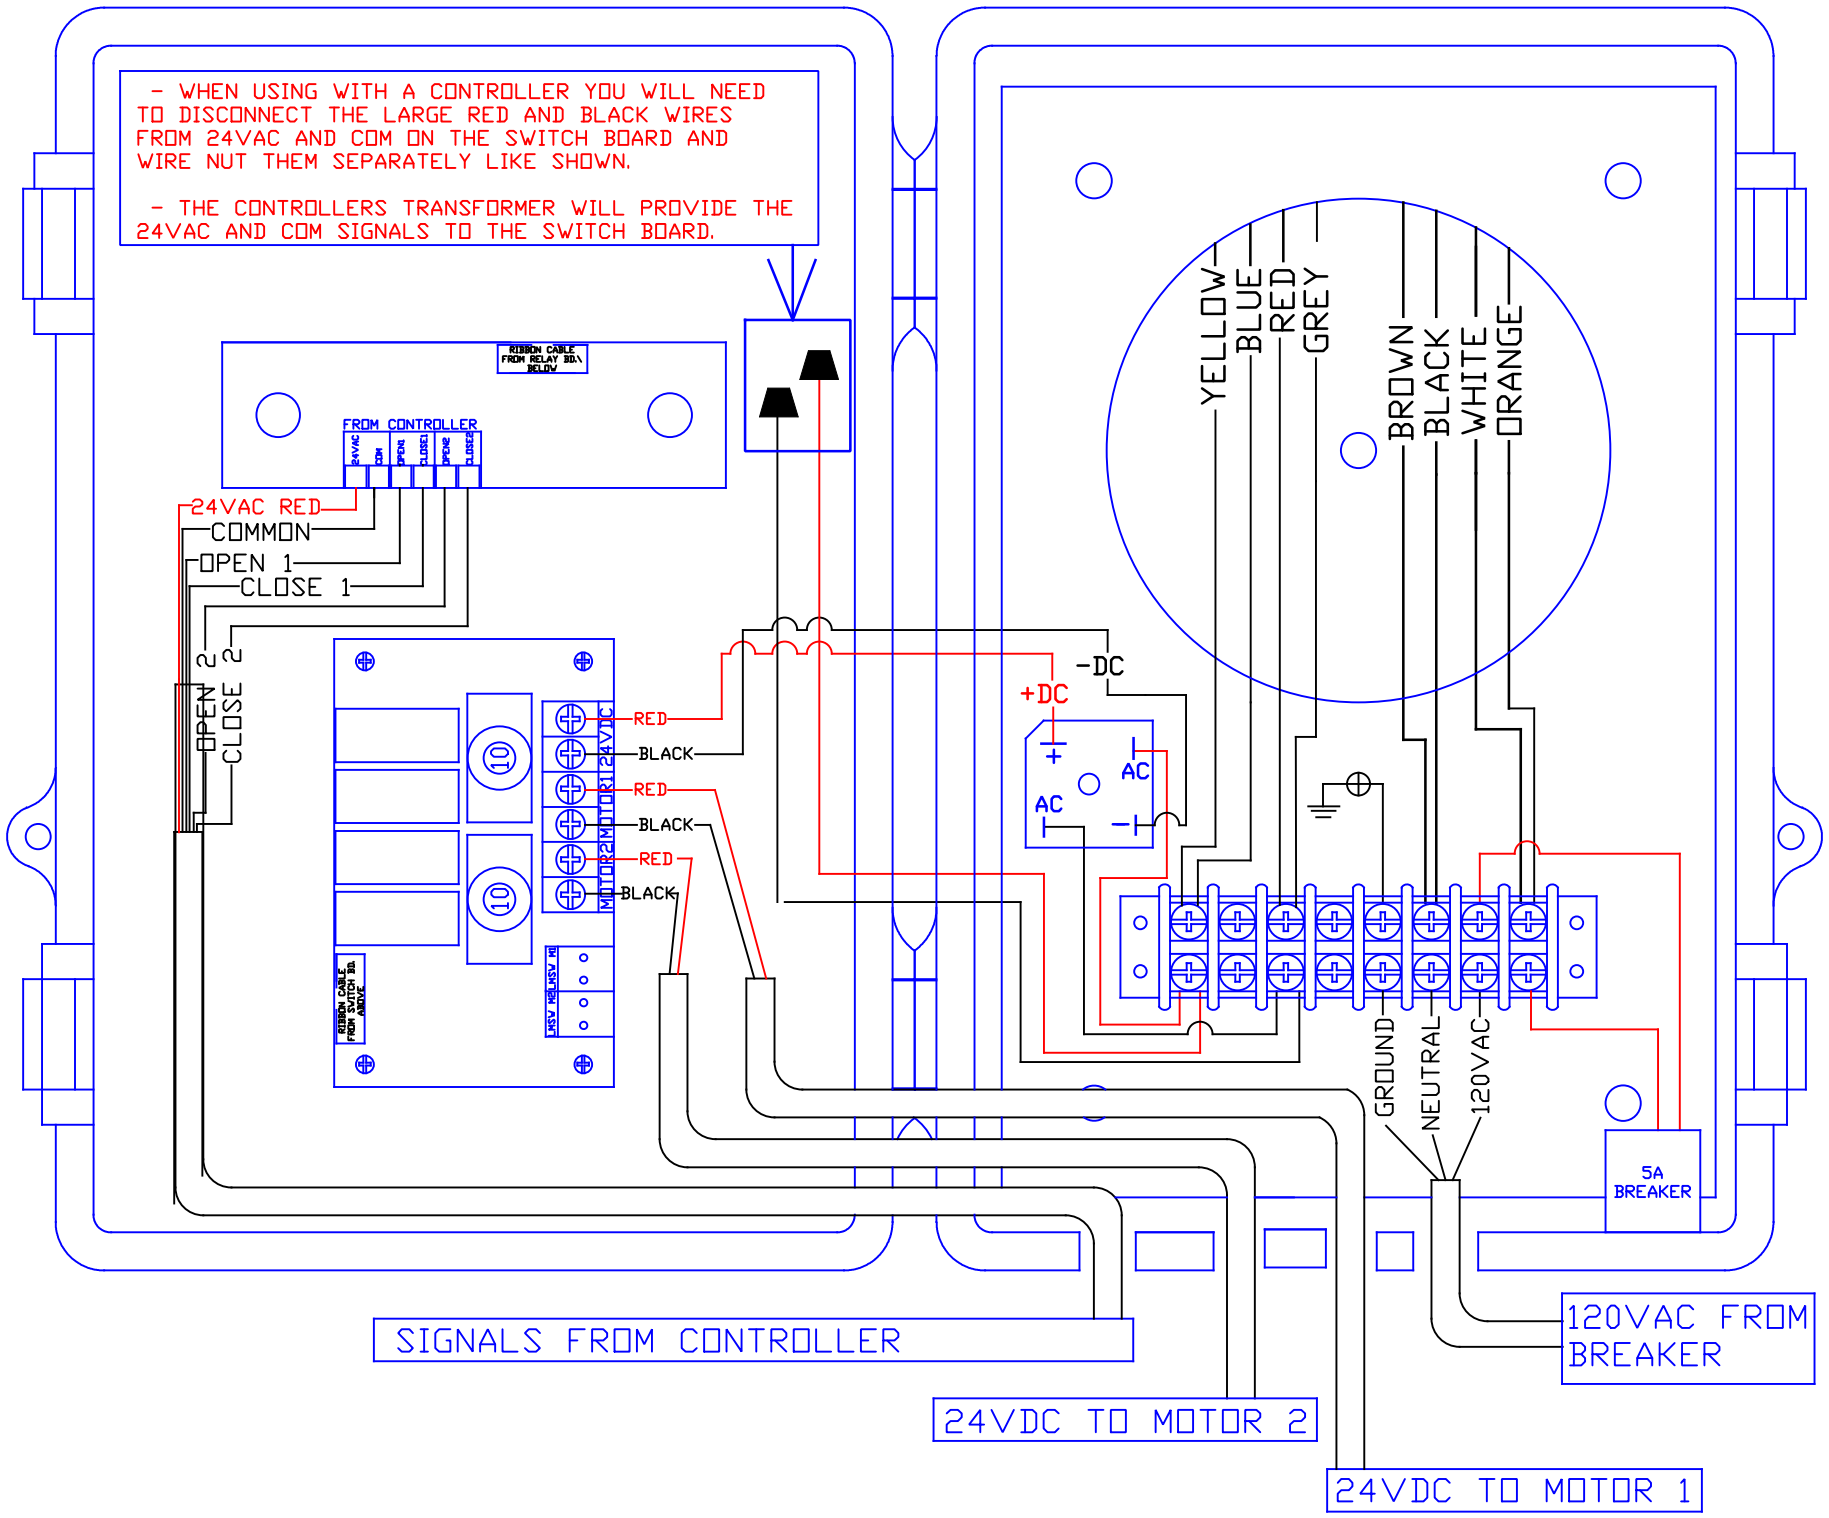 - WHEN USING WITH A CONTROLLER YOU WILL NEED
TO DISCONNECT THE LARGE RED AND BLACK WIRES
FROM 24VAC AND COM ON THE SWITCH BOARD AND
WIRE NUT THEM SEPARATELY LIKE SHOWN.
- THE CONTROLLERS TRANSFORMER WILL PROVIDE THE
24VAC AND COM SIGNALS TO THE SWITCH BOARD.
RIBBON CABLE
FROM RELAY BD.\
BELOW
FROM CONTROLLER
24VAC
COM
OPEN1
CLOSE1
OPEN2
CLOSE2
24VAC RED
COMMON
OPEN 1
CLOSE 1
OPEN 2
CLOSE 2
10
10
24VDC
MOTOR1
MOTOR2
RED
BLACK
RED
BLACK
RED
BLACK
LMSW M1
LMSW M2
RIBBON CABLE
FROM SWITCH BD.
ABOVE
YELLOW
BLUE
RED
GREY
BROWN
BLACK
WHITE
ORANGE
-DC
+DC
+
AC
AC
-
GROUND
NEUTRAL
120VAC
5A
BREAKER
SIGNALS FROM CONTROLLER
120VAC FROM
BREAKER
24VDC TO MOTOR 2
24VDC TO MOTOR 1